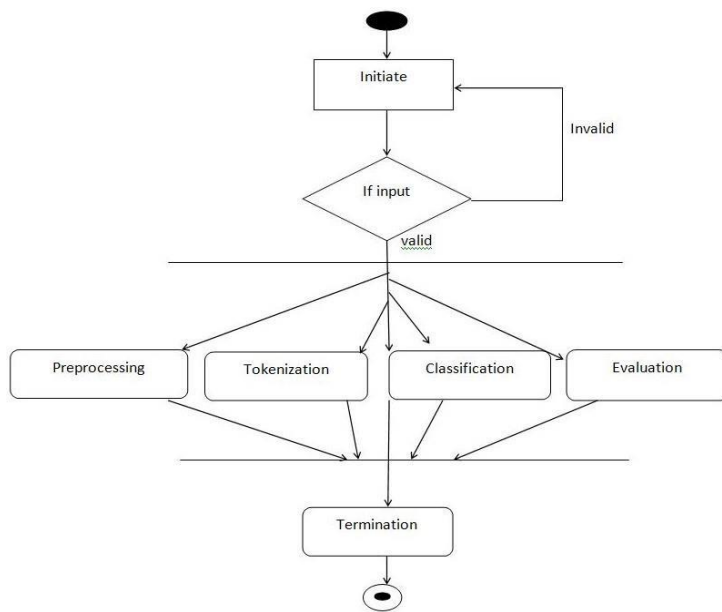 Initiate
Invalid
If input
valid
Preprocessing
Tokenization
Classification
Evaluation
Termination